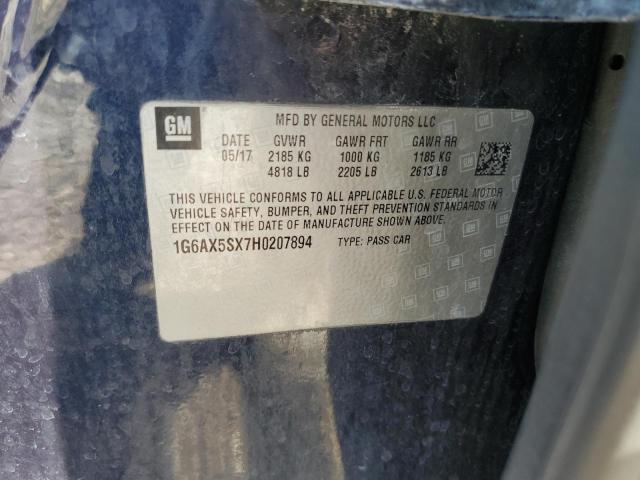 GM
MFD BY GENERAL MOTORS LLC
DATE GVWR GAWR FRT GAWR RR
05/17 2185 KG 1000 KG 1185 KG
4818 LB 2205 LB 2613 LB
THIS VEHICLE CONFORMS TO ALL APPLICABLE U.S. FEDERAL MOTOR
VEHICLE SAFETY, BUMPER, AND THEFT PREVENTION STANDARDS IN
EFFECT ON THE DATE OF MANUFACTURE SHOWN ABOVE.
1G6AX5SX7H0207894 TYPE: PASS CAR